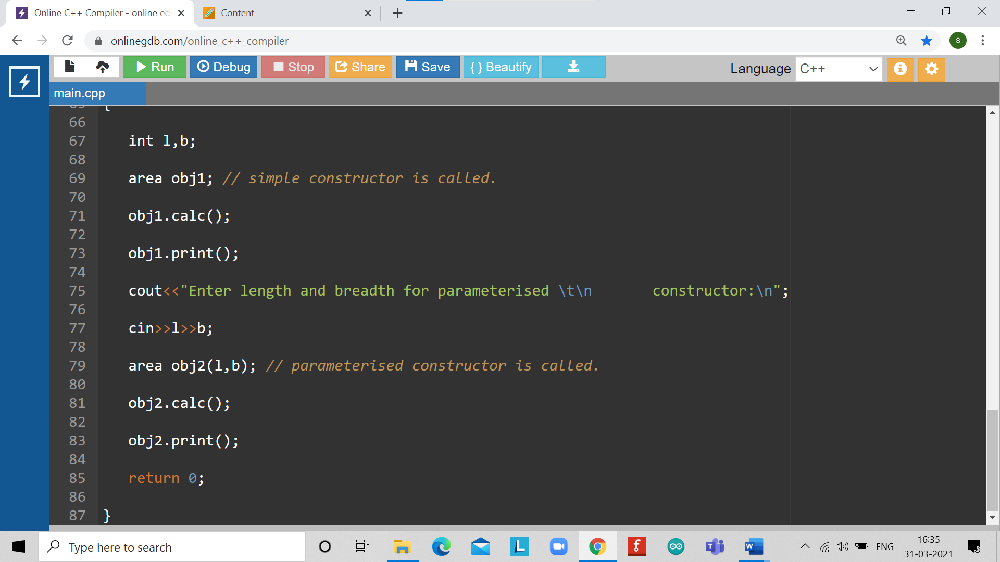 Online C++ Compiler - online ed
Content
onlinegdb.com/online_c++_compiler
S
Run
Debug
Stop
Share
Save
{ } Beautify
Language
C++
main.cpp
65 {
66
67 int l,b;
68
69 area obj1; // simple constructor is called.
70
71 obj1.calc();
72
73 obj1.print();
74
75 cout<<"Enter length and breadth for parameterised \t\n       constructor:\n";
76
77 cin>>l>>b;
78
79 area obj2(l,b); // parameterised constructor is called.
80
81 obj2.calc();
82
83 obj2.print();
84
85 return 0;
86
87 }
Type here to search
L
f
T
W
ENG
16:35
31-03-2021